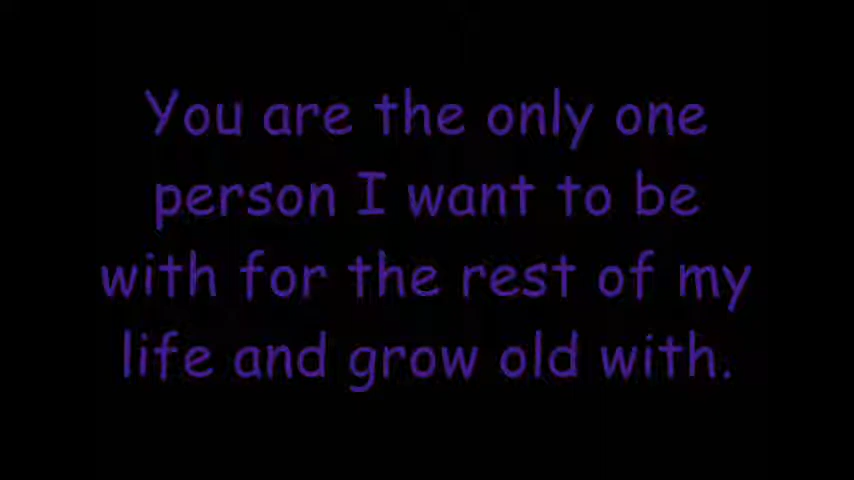 You are the only one
person I want to be
with for the rest of my
life and grow old with.